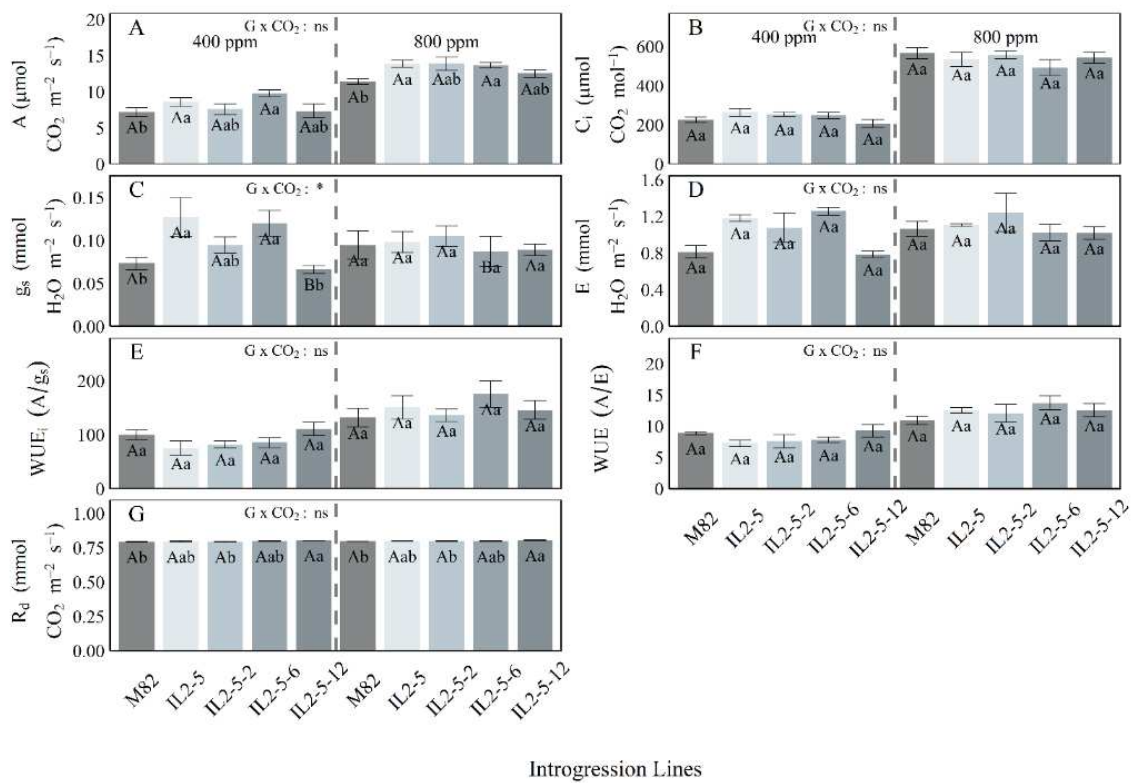 A
G x CO₂: ns
400 ppm
800 ppm
20
15
10
5
0
A (μmol
CO₂ m⁻² s⁻¹)
Ab
Aa
Aab
Aa
Aab
Ab
Aa
Aab
Aa
Aab
B
G x CO₂: ns
400 ppm
800 ppm
600
400
200
0
Cᵢ (μmol
CO₂ mol⁻¹)
Aa
Aa
Aa
Aa
Aa
Aa
Aa
Aa
Aa
Aa
C
G x CO₂: *
0.15
0.10
0.05
0.00
gₛ (mmol
H₂O m⁻² s⁻¹)
Ab
Aa
Aab
Aa
Bb
Aa
Aa
Aa
Ba
Aa
D
G x CO₂: ns
1.6
1.2
0.8
0.4
0.0
E (mmol
H₂O m⁻² s⁻¹)
Aa
Aa
Aa
Aa
Aa
Aa
Aa
Aa
Aa
Aa
E
G x CO₂: ns
200
100
0
WUEᵢ (A/gₛ)
Aa
Aa
Aa
Aa
Aa
Aa
Aa
Aa
Aa
Aa
F
G x CO₂: ns
20
15
10
5
0
WUE (A/E)
Aa
Aa
Aa
Aa
Aa
Aa
Aa
Aa
Aa
Aa
M82
IL2-5
IL2-5-2
IL2-5-6
IL2-5-12
M82
IL2-5
IL2-5-2
IL2-5-6
IL2-5-12
G
G x CO₂: ns
1.00
0.75
0.50
0.25
0.00
R_d (mmol
CO₂ m⁻² s⁻¹)
Ab
Aab
Ab
Aab
Aa
Ab
Aab
Ab
Aab
Aa
M82
IL2-5
IL2-5-2
IL2-5-6
IL2-5-12
M82
IL2-5
IL2-5-2
IL2-5-6
IL2-5-12
Introgression Lines